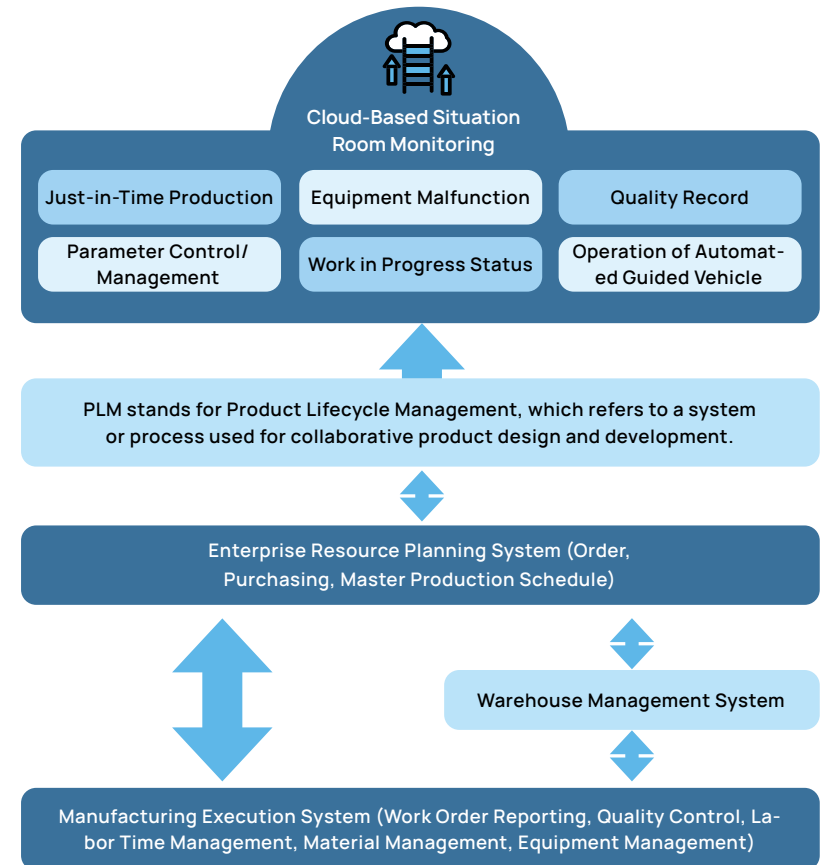 Cloud-Based Situation
Room Monitoring
Just-in-Time Production
Equipment Malfunction
Quality Record
Parameter Control/
Management
Work in Progress Status
Operation of Automat-
ed Guided Vehicle
PLM stands for Product Lifecycle Management, which refers to a system
or process used for collaborative product design and development.
Enterprise Resource Planning System (Order,
Purchasing, Master Production Schedule)
Warehouse Management System
Manufacturing Execution System (Work Order Reporting, Quality Control, La-
bor Time Management, Material Management, Equipment Management)